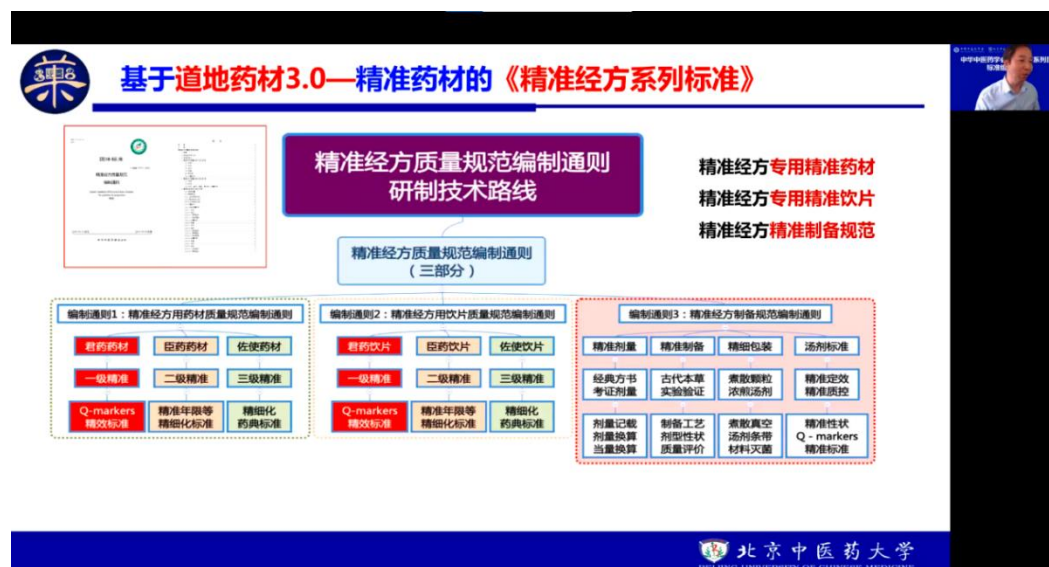 基于道地药材3.0—精准药材的《精准经方系列标准》
精准经方质量规范编制通则
研制技术路线
精准经方专用精准药材
精准经方专用精准饮片
精准经方精准制备规范
精准经方质量规范编制通则
（三部分）
编制通则1：精准经方用药材质量规范编制通则
君药药材
臣药药材
佐使药材
一级精准
二级精准
三级精准
Q-markers
精效标准
精准年限等
精细化标准
精细化
药典标准
编制通则2：精准经方用饮片质量规范编制通则
君药饮片
臣药饮片
佐使饮片
一级精准
二级精准
三级精准
Q-markers
精效标准
精准年限等
精细化标准
精细化
药典标准
编制通则3：精准经方制备规范编制通则
精准剂量
精准制备
精细包装
汤剂标准
经典方书
考证剂量
古代本草
实验验证
煮散颗粒
浓煎汤剂
精准定效
精准质控
剂量记载
剂量换算
当量换算
制备工艺
剂型性状
质量评价
煮散真空
汤剂条带
材料灭菌
精准性状
Q - markers
精准标准
北京中医药大学
BEIJING UNIVERSITY OF CHINESE MEDICINE